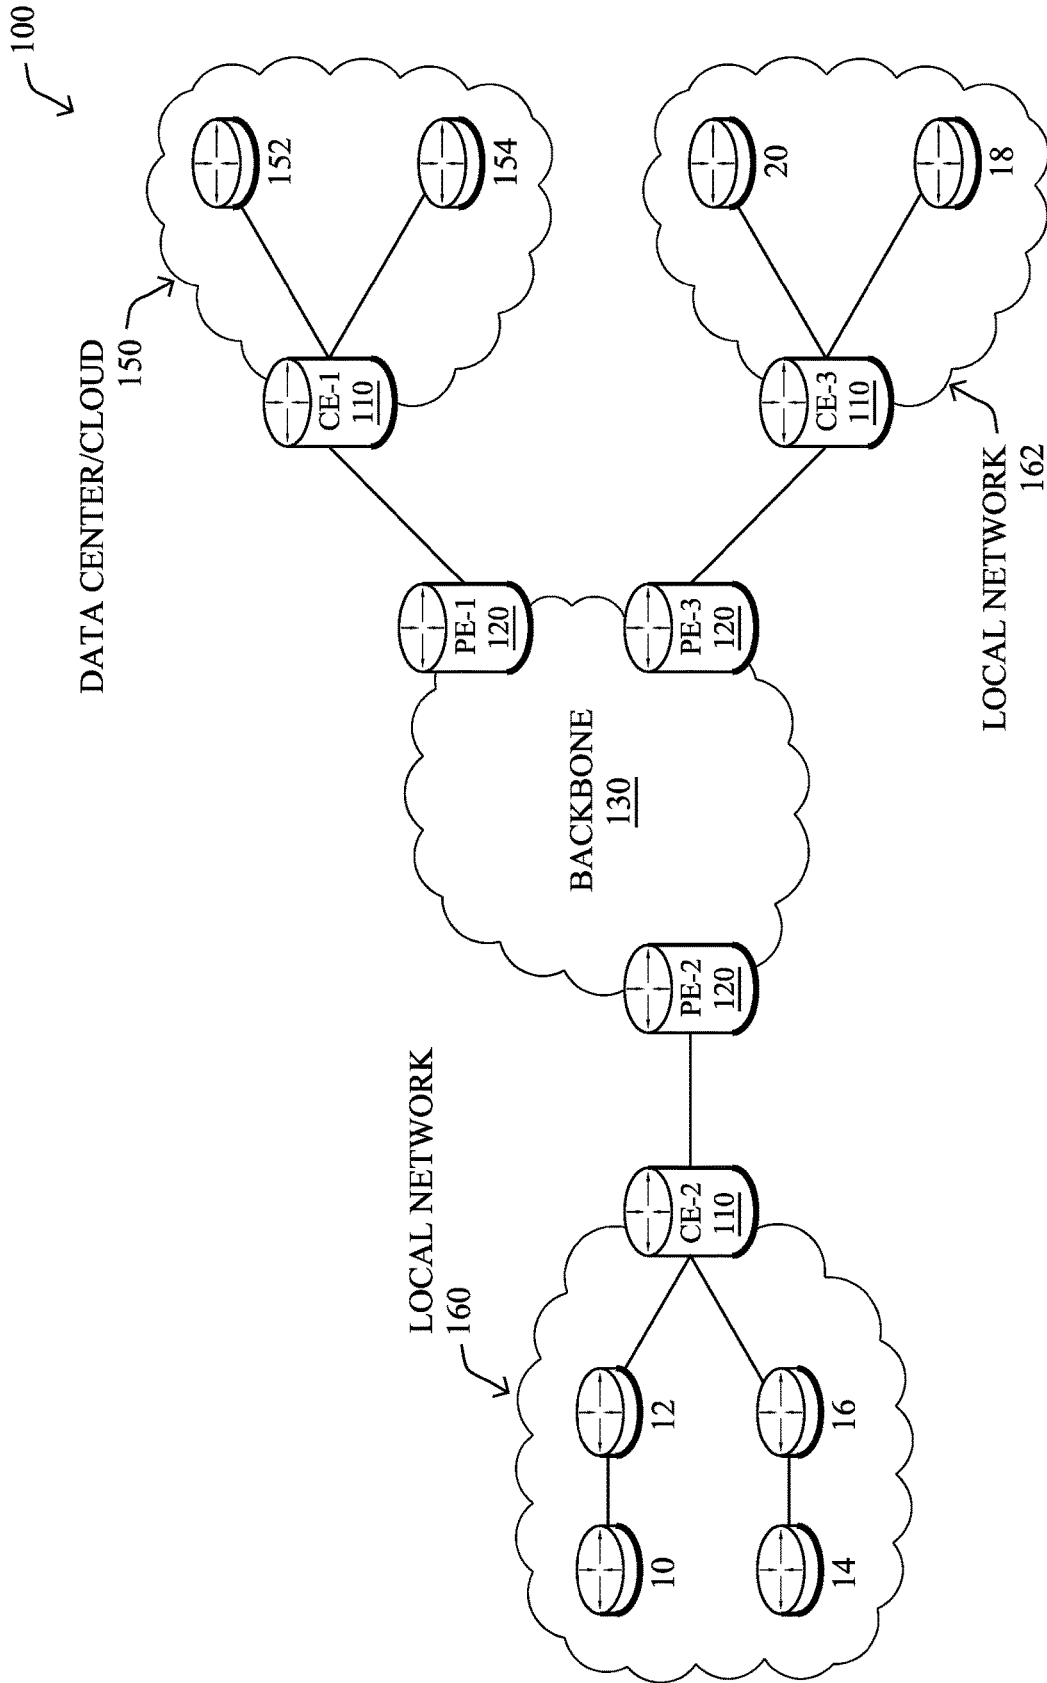 100
DATA CENTER/CLOUD
150
152
CE-1
110
154
LOCAL NETWORK
160
PE-1
120
BACKBONE
130
10
12
14
16
CE-2
110
PE-2
120
PE-3
120
20
CE-3
110
18
LOCAL NETWORK
162